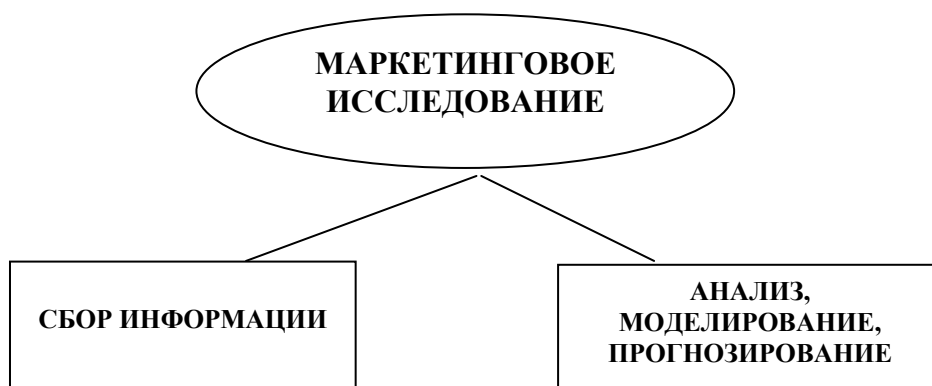 МАРКЕТИНГОВОЕ
ИССЛЕДОВАНИЕ
СБОР ИНФОРМАЦИИ
АНАЛИЗ,
МОДЕЛИРОВАНИЕ,
ПРОГНОЗИРОВАНИЕ